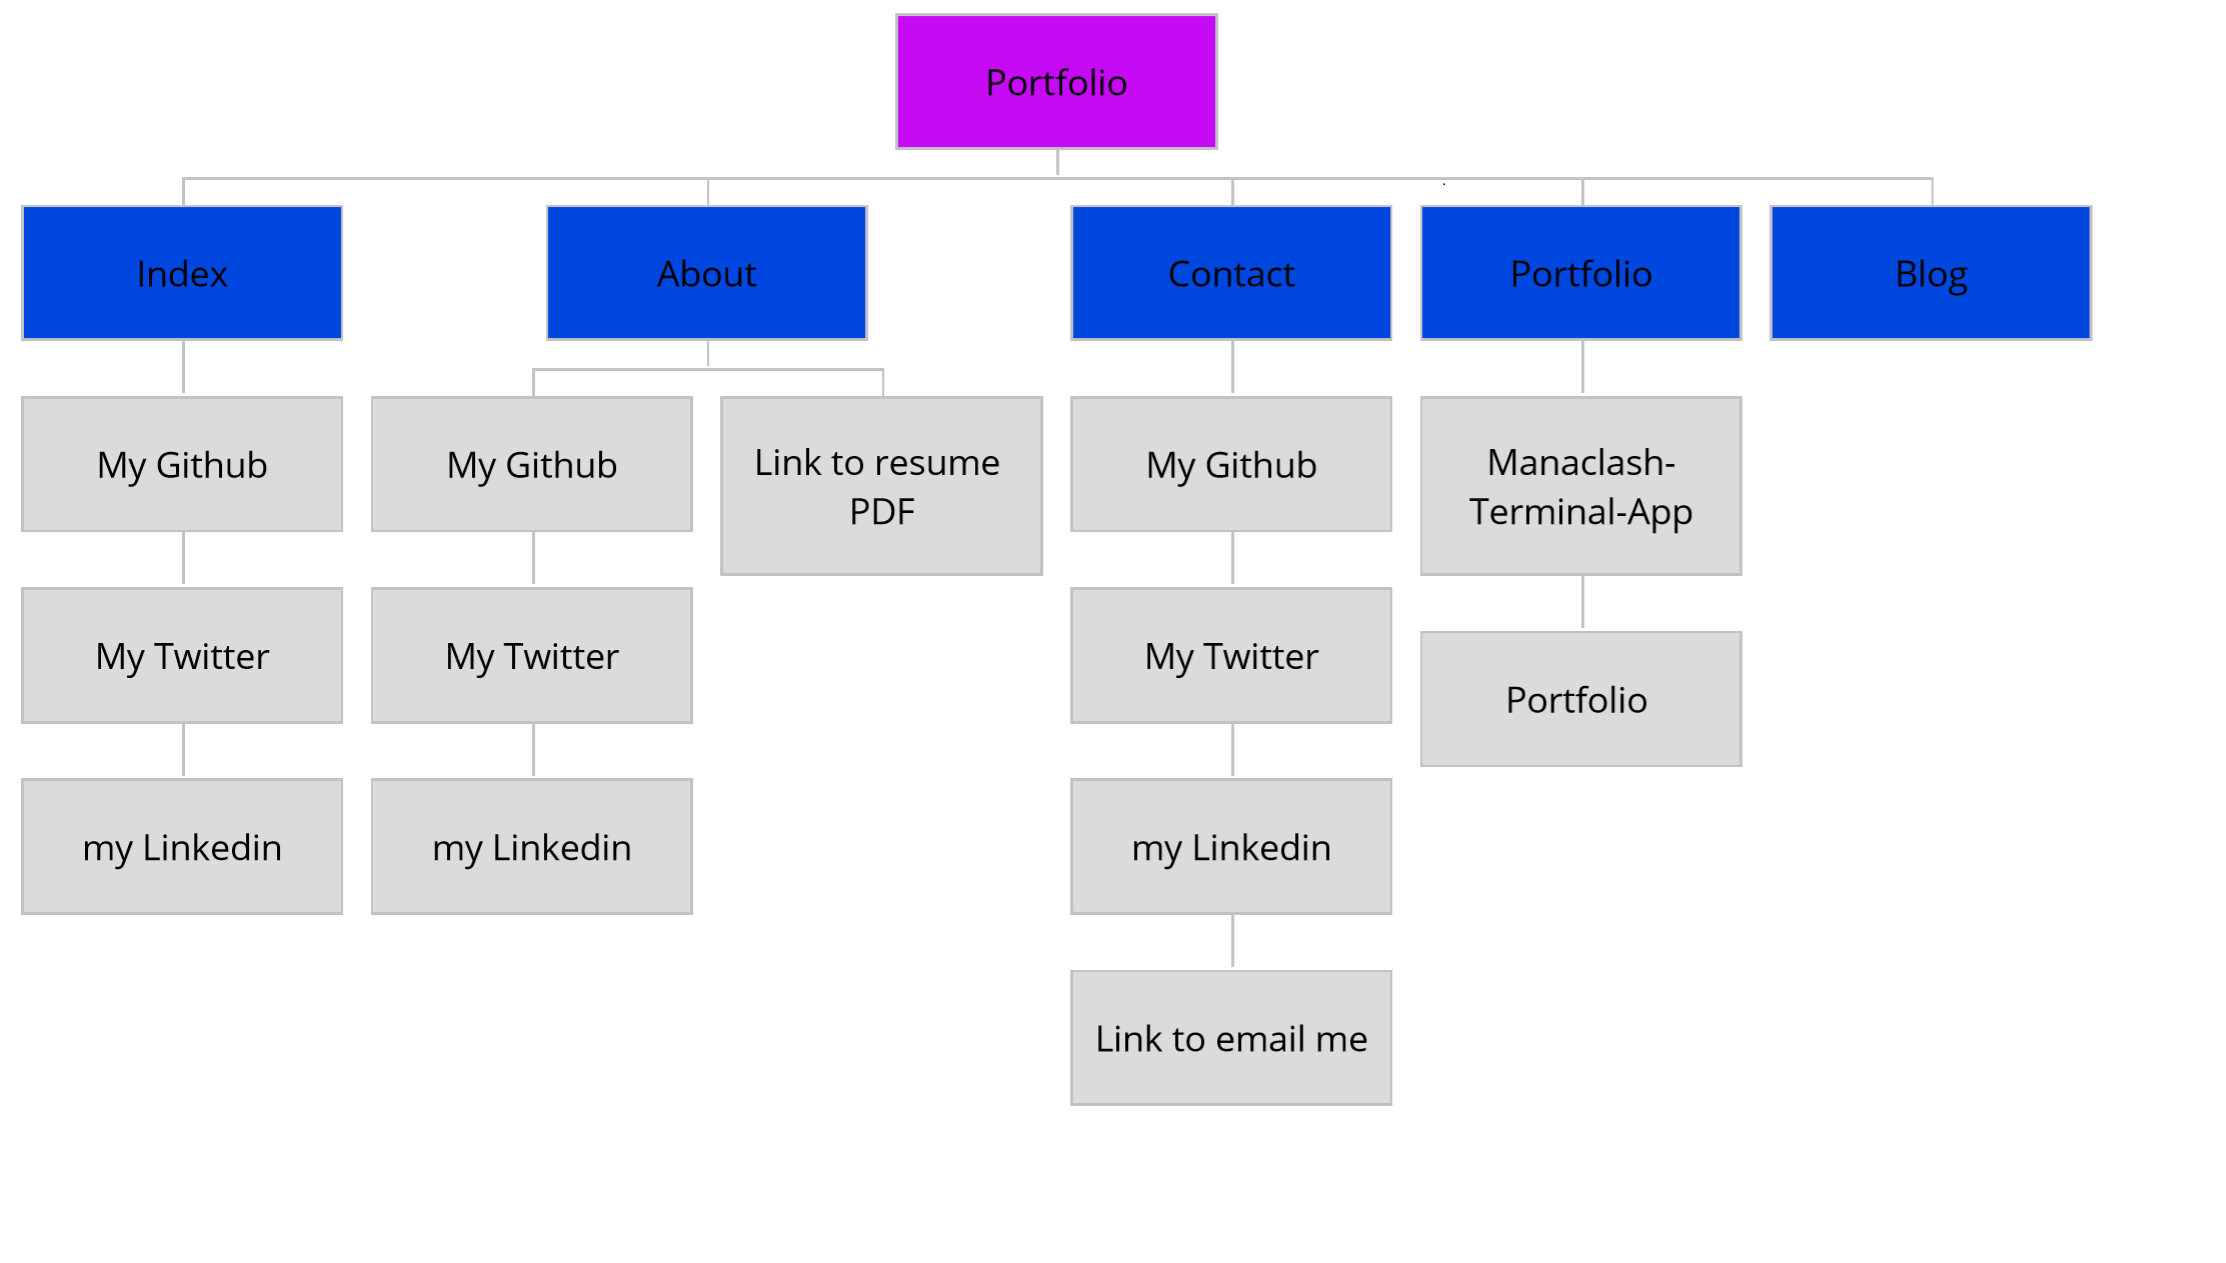 Portfolio
Index
About
Contact
Portfolio
Blog
My Github
My Github
Link to resume
PDF
My Github
Manaclash-
Terminal-App
My Twitter
My Twitter
My Twitter
Portfolio
my Linkedin
my Linkedin
my Linkedin
Link to email me